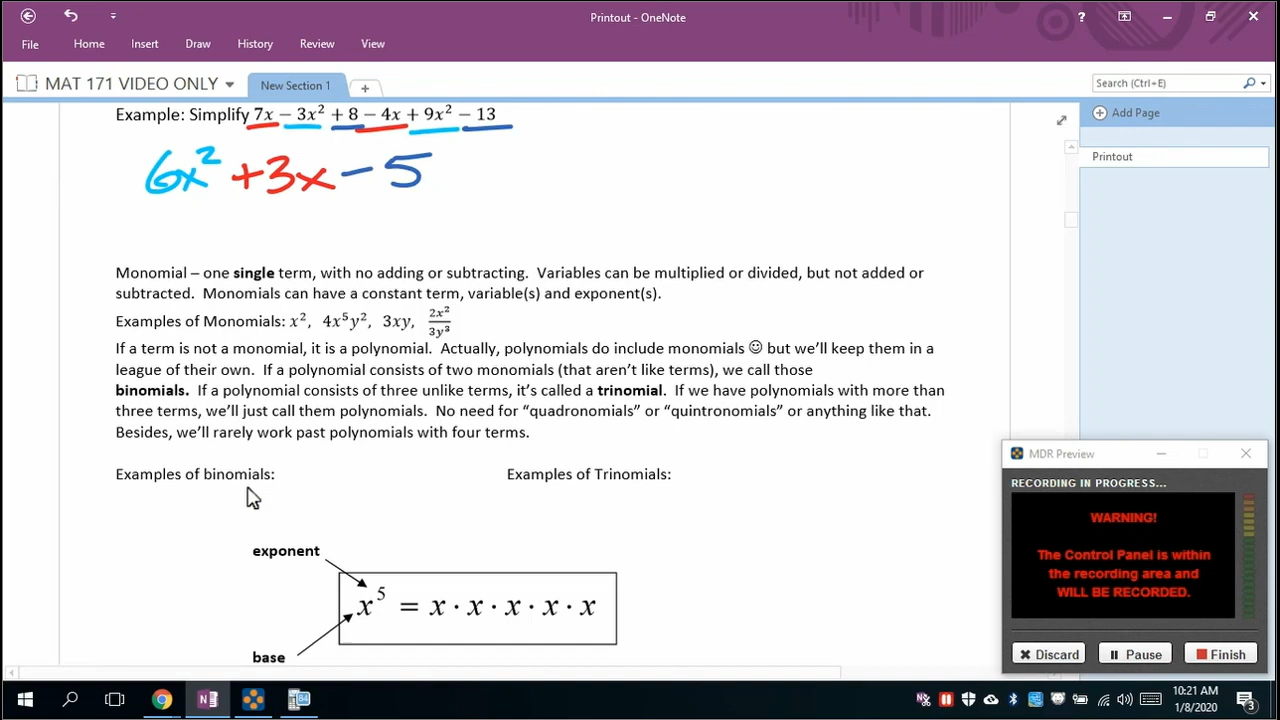 Printout - OneNote
?
File Home Insert Draw History Review View
MAT 171 VIDEO ONLY New Section 1 +
Search (Ctrl+E)
Add Page
Printout
Example: Simplify 7x − 3x² + 8 − 4x + 9x² − 13
6x² + 3x − 5
Monomial – one single term, with no adding or subtracting. Variables can be multiplied or divided, but not added or
subtracted. Monomials can have a constant term, variable(s) and exponent(s).
Examples of Monomials: x², 4x⁵y², 3xy, 2x²/3y³
If a term is not a monomial, it is a polynomial. Actually, polynomials do include monomials ☺ but we'll keep them in a
league of their own. If a polynomial consists of two monomials (that aren't like terms), we call those
binomials. If a polynomial consists of three unlike terms, it's called a trinomial. If we have polynomials with more than
three terms, we'll just call them polynomials. No need for "quadronomials" or "quintronomials" or anything like that.
Besides, we'll rarely work past polynomials with four terms.
Examples of binomials: Examples of Trinomials:
exponent
x⁵ = x · x · x · x · x
base
MDR Preview
RECORDING IN PROGRESS...
WARNING!
The Control Panel is within
the recording area and
WILL BE RECORDED.
Discard Pause Finish
84
10:21 AM
1/8/2020
3